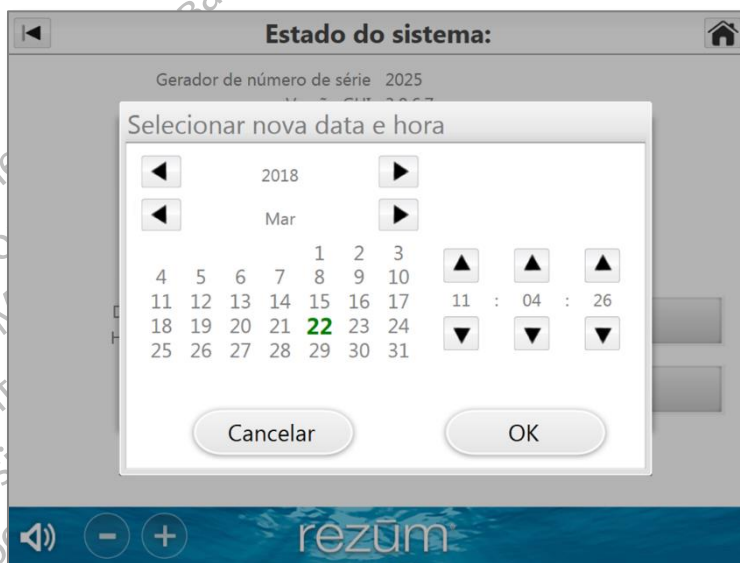 Estado do sistema:
Gerador de número de série 2025
Selecionar nova data e hora
2018
Mar
1 2 3
4 5 6 7 8 9 10
11 12 13 14 15 16 17
18 19 20 21 22 23 24
25 26 27 28 29 30 31
11 : 04 : 26
Cancelar OK
rezūm